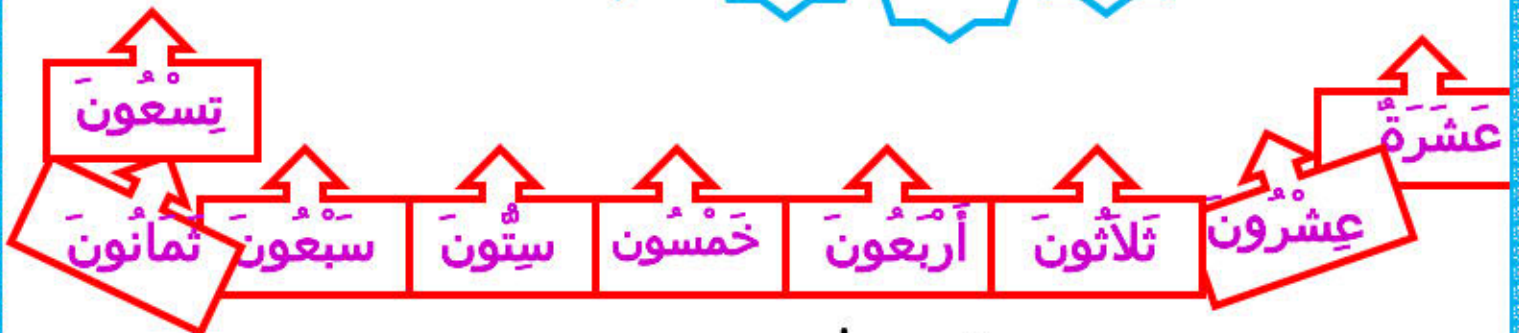 عَشَرَةٌ
عِشْرُونَ
ثَلَاثُونَ
أَرْبَعُونَ
خَمْسُون
سِتُّونَ
سَبْعُونَ
ثَمَانُونَ
تِسْعُونَ